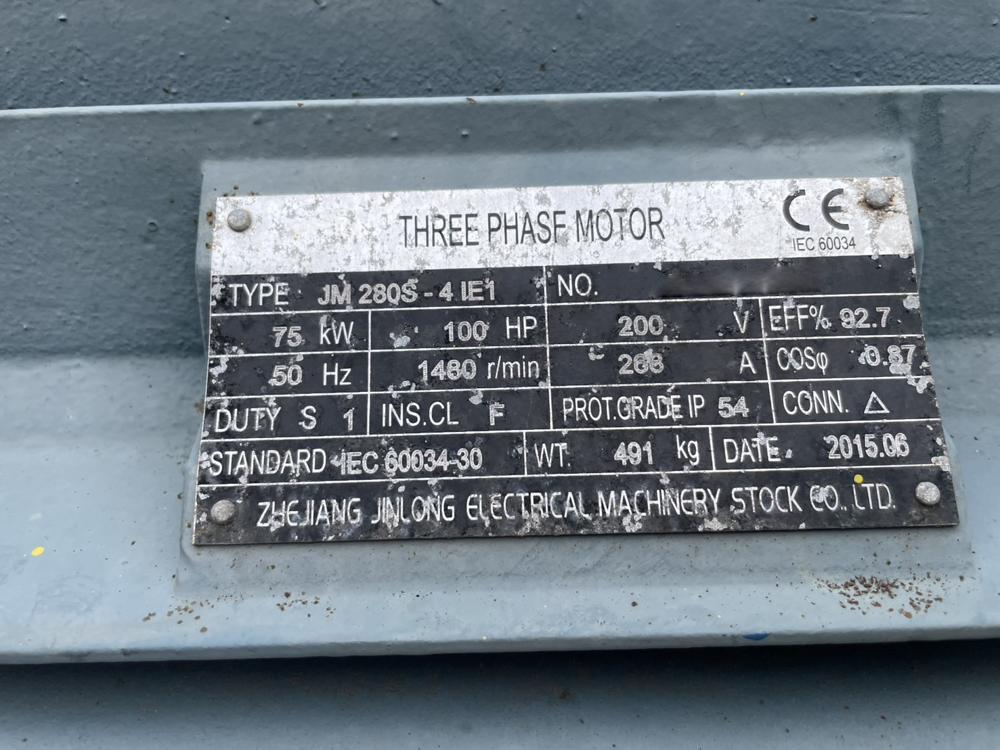 THREE PHASE MOTOR
CE
IEC 60034
TYPE JM 280S - 4 IE1 NO.
75 kW 100 HP 200 V EFF% 92.7
50 Hz 1480 r/min 268 A COSφ 0.87
DUTY S 1 INS.CL F PROT.GRADE IP 54 CONN. △
STANDARD IEC 60034-30 WT. 491 kg DATE. 2015.06
ZHEJIANG JINLONG ELECTRICAL MACHINERY STOCK CO., LTD.